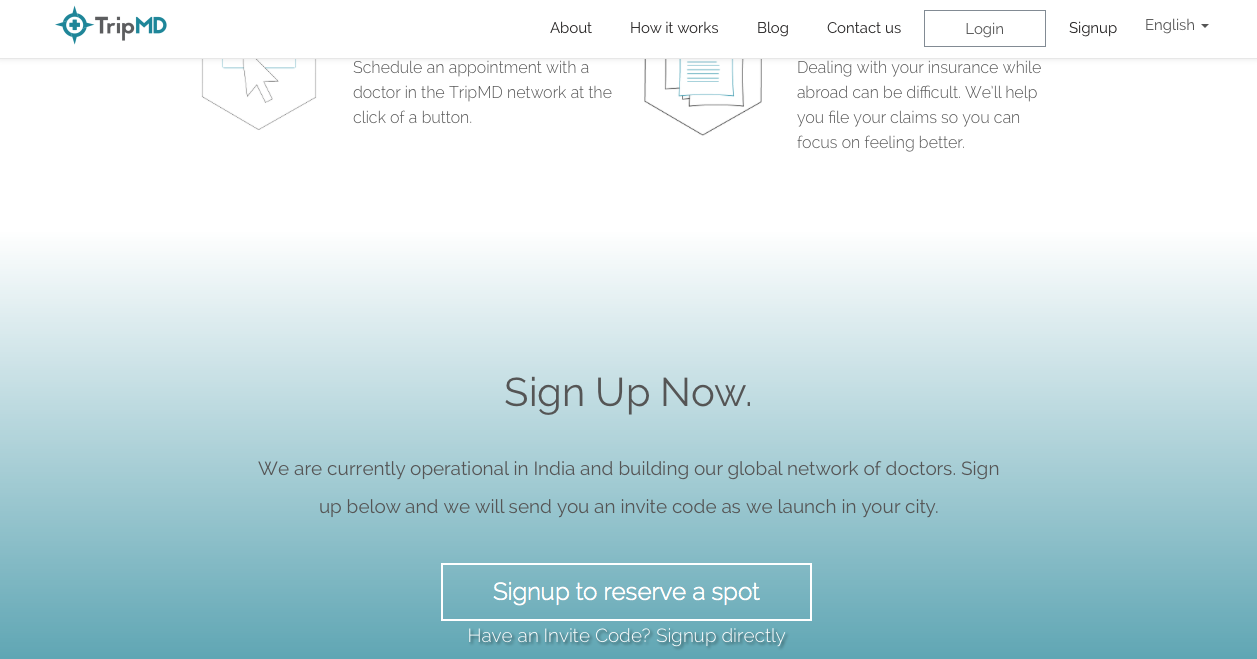 TripMD
About
How it works
Blog
Contact us
Login
Signup
English
Schedule an appointment with a
doctor in the TripMD network at the
click of a button.
Dealing with your insurance while
abroad can be difficult. We'll help
you file your claims so you can
focus on feeling better.
Sign Up Now.
We are currently operational in India and building our global network of doctors. Sign
up below and we will send you an invite code as we launch in your city.
Signup to reserve a spot
Have an Invite Code? Signup directly